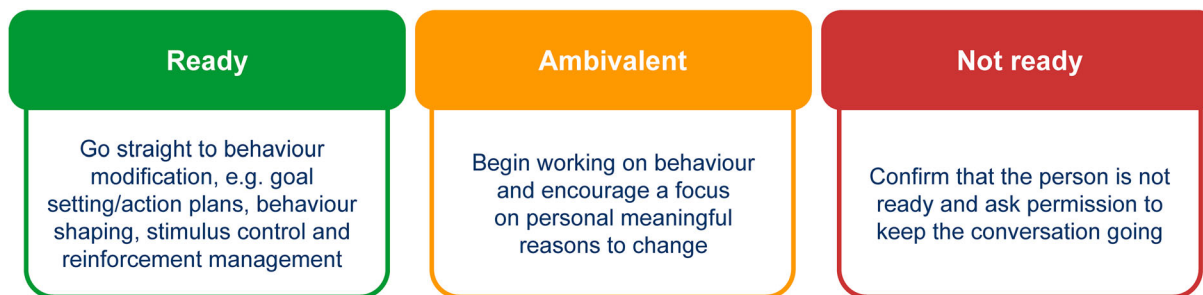 Ready
Go straight to behaviour
modification, e.g. goal
setting/action plans, behaviour
shaping, stimulus control and
reinforcement management
Ambivalent
Begin working on behaviour
and encourage a focus
on personal meaningful
reasons to change
Not ready
Confirm that the person is not
ready and ask permission to
keep the conversation going